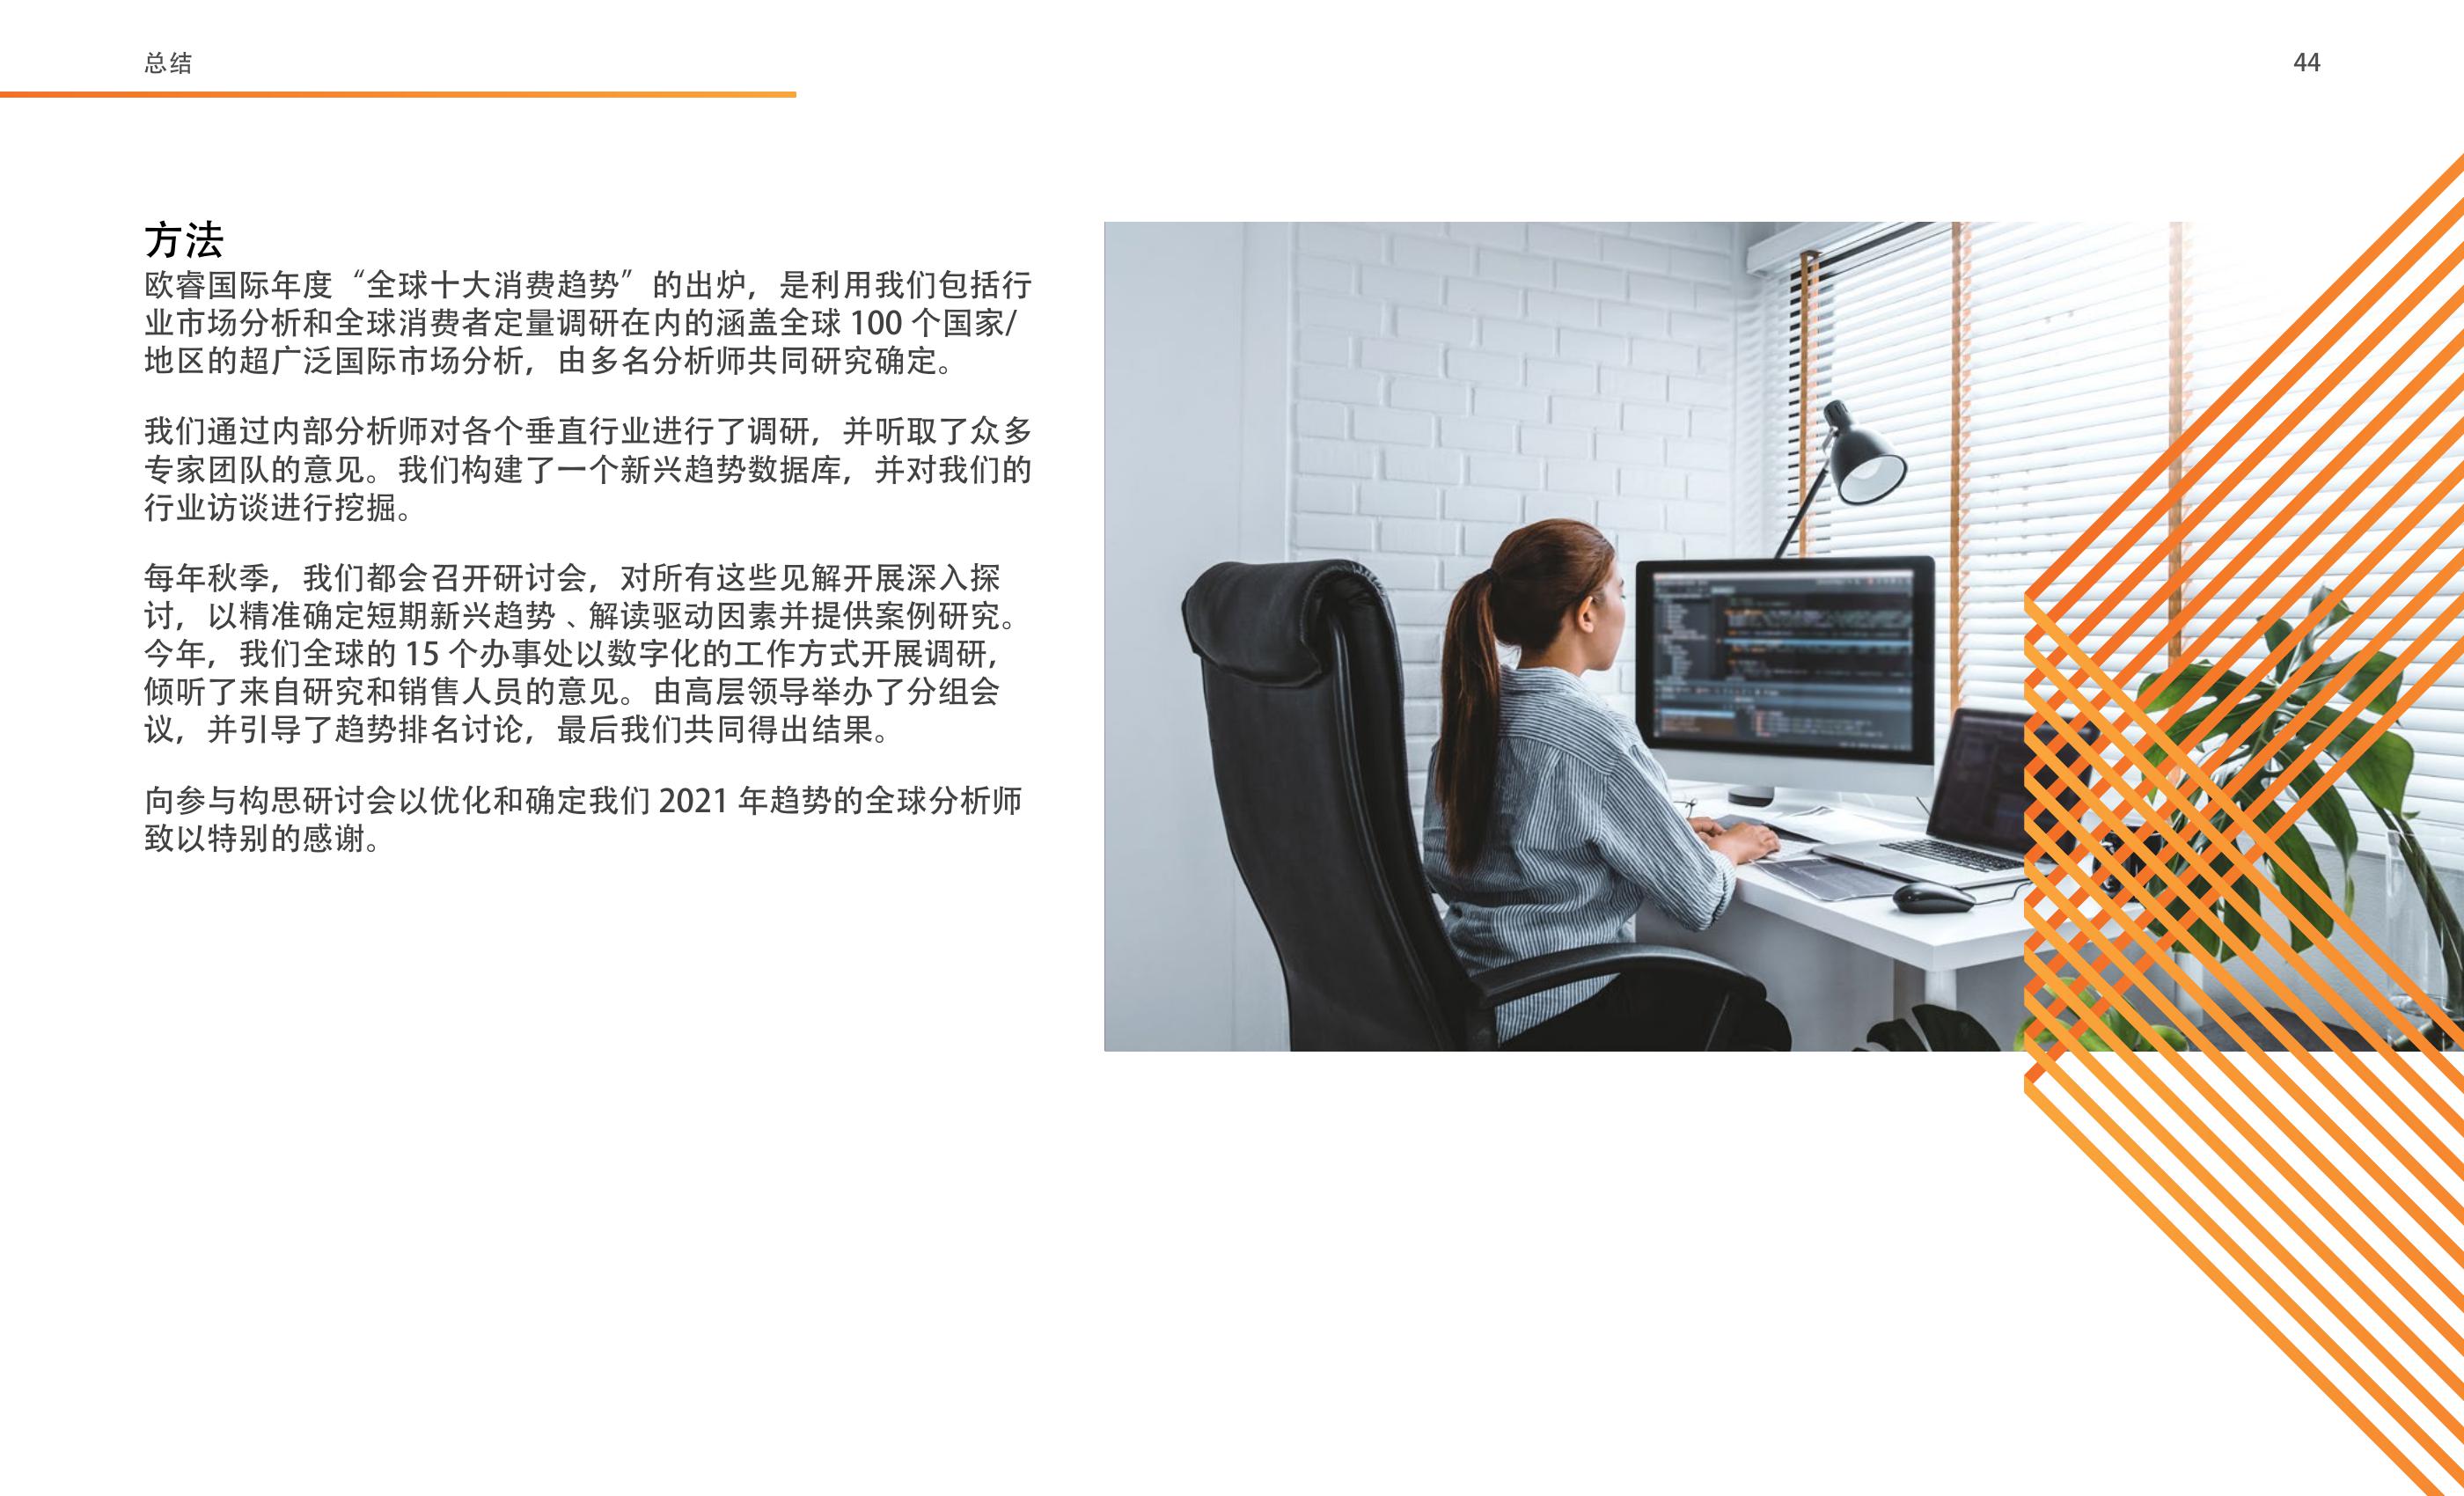 总结
44
方法
欧睿国际年度“全球十大消费趋势”的出炉，是利用我们包括行
业市场分析和全球消费者定量调研在内的涵盖全球 100 个国家/
地区的超广泛国际市场分析，由多名分析师共同研究确定。
我们通过内部分析师对各个垂直行业进行了调研，并听取了众多
专家团队的意见。我们构建了一个新兴趋势数据库，并对我们的
行业访谈进行挖掘。
每年秋季，我们都会召开研讨会，对所有这些见解开展深入探
讨，以精准确定短期新兴趋势、解读驱动因素并提供案例研究。
今年，我们全球的 15 个办事处以数字化的工作方式开展调研，
倾听了来自研究和销售人员的意见。由高层领导举办了分组会
议，并引导了趋势排名讨论，最后我们共同得出结果。
向参与构思研讨会以优化和确定我们 2021 年趋势的全球分析师
致以特别的感谢。